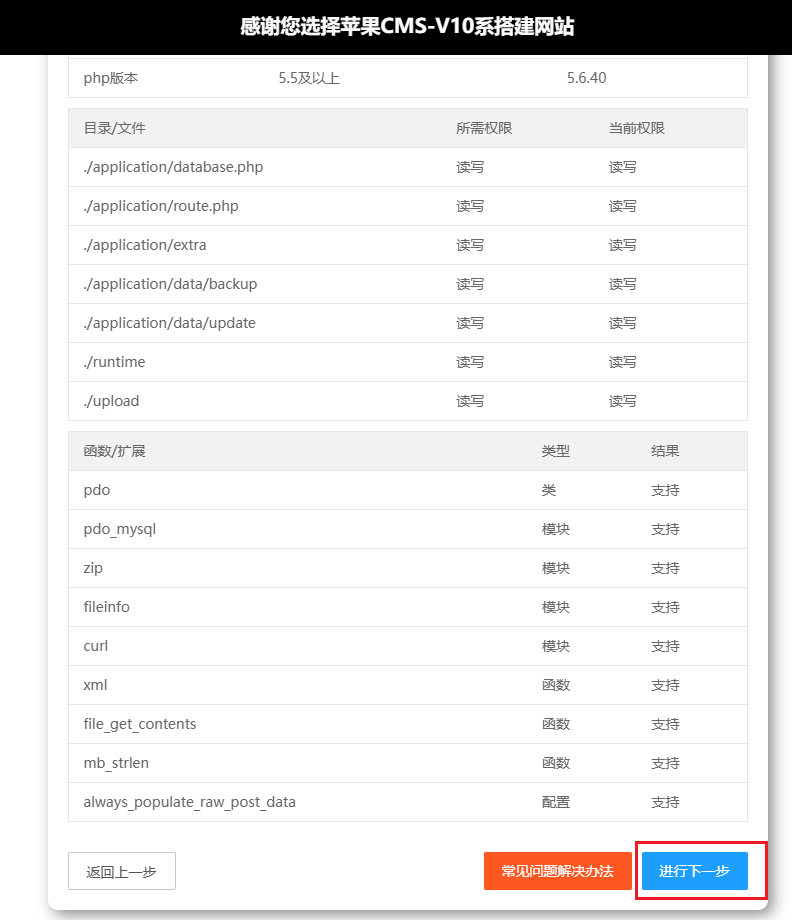 感谢您选择苹果CMS-V10系搭建网站
php版本 5.5及以上 5.6.40
目录/文件 所需权限 当前权限
./application/database.php 读写 读写
./application/route.php 读写 读写
./application/extra 读写 读写
./application/data/backup 读写 读写
./application/data/update 读写 读写
./runtime 读写 读写
./upload 读写 读写
函数/扩展 类型 结果
pdo 类 支持
pdo_mysql 模块 支持
zip 模块 支持
fileinfo 模块 支持
curl 模块 支持
xml 函数 支持
file_get_contents 函数 支持
mb_strlen 函数 支持
always_populate_raw_post_data 配置 支持
返回上一步 常见问题解决办法 进行下一步